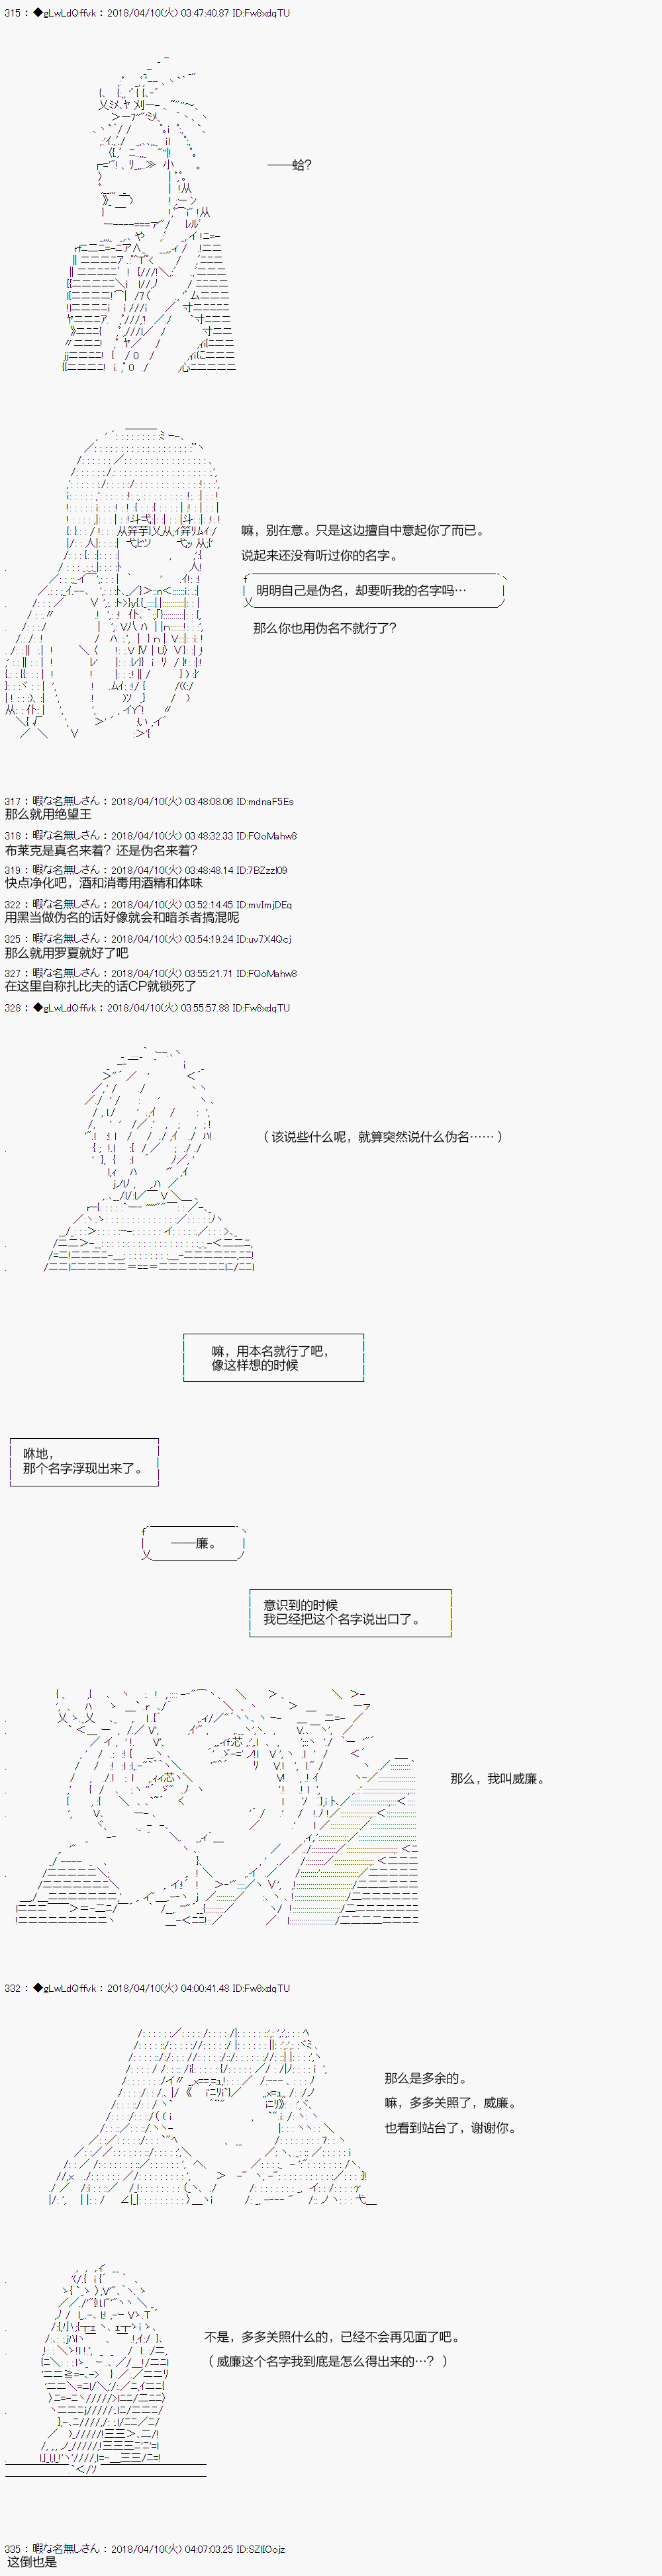 315 : ◆gLwLdQffvk : 2018/04/10(火) 03:47:40.87 ID:Fw8xdqTU
——蛤?
嘛，别在意。只是这边擅自中意起你了而已。
说起来还没有听过你的名字。
明明自己是伪名，却要听我的名字吗…
那么你也用伪名不就行了?
317 : 暇な名無しさん : 2018/04/10(火) 03:48:08.06 ID:mdnaF5Es
那么就用绝望王
318 : 暇な名無しさん : 2018/04/10(火) 03:48:32.33 ID:FQoMahw8
布莱克是真名来着? 还是伪名来着?
319 : 暇な名無しさん : 2018/04/10(火) 03:48:48.14 ID:7BZzzl09
快点净化吧，酒和消毒用酒精和体味
322 : 暇な名無しさん : 2018/04/10(火) 03:52:14.45 ID:mvImjDEq
用黑当做伪名的话好像就会和暗杀者搞混呢
325 : 暇な名無しさん : 2018/04/10(火) 03:54:19.24 ID:uv7X4Qcj
那么就用罗夏就好了吧
327 : 暇な名無しさん : 2018/04/10(火) 03:55:21.71 ID:FQoMahw8
在这里自称扎比夫的话CP就锁死了
328 : ◆gLwLdQffvk : 2018/04/10(火) 03:55:57.88 ID:Fw8xdqTU
（该说些什么呢，就算突然说什么伪名……）
嘛，用本名就行了吧，
像这样想的时候
咻地，
那个名字浮现出来了。
——廉。
意识到的时候
我已经把这个名字说出口了。
那么，我叫威廉。
332 : ◆gLwLdQffvk : 2018/04/10(火) 04:00:41.48 ID:Fw8xdqTU
那么是多余的。
嘛，多多关照了，威廉。
也看到站台了，谢谢你。
不是，多多关照什么的，已经不会再见面了吧。
（威廉这个名字我到底是怎么得出来的…? ）
335 : 暇な名無しさん : 2018/04/10(火) 04:07:03.25 ID:SZIIOojz
这倒也是